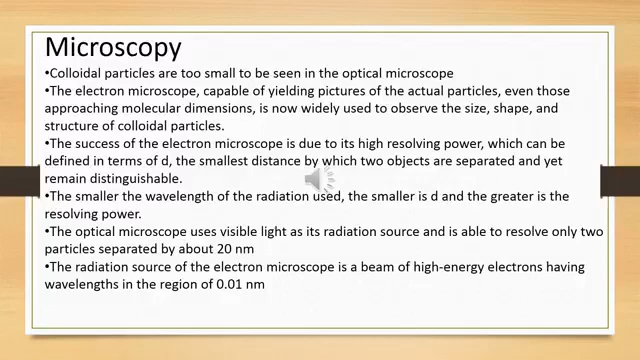 Microscopy
•Colloidal particles are too small to be seen in the optical microscope
•The electron microscope, capable of yielding pictures of the actual particles, even those
approaching molecular dimensions, is now widely used to observe the size, shape, and
structure of colloidal particles.
•The success of the electron microscope is due to its high resolving power, which can be
defined in terms of d, the smallest distance by which two objects are separated and yet
remain distinguishable.
•The smaller the wavelength of the radiation used, the smaller is d and the greater is the
resolving power.
•The optical microscope uses visible light as its radiation source and is able to resolve only two
particles separated by about 20 nm
•The radiation source of the electron microscope is a beam of high-energy electrons having
wavelengths in the region of 0.01 nm